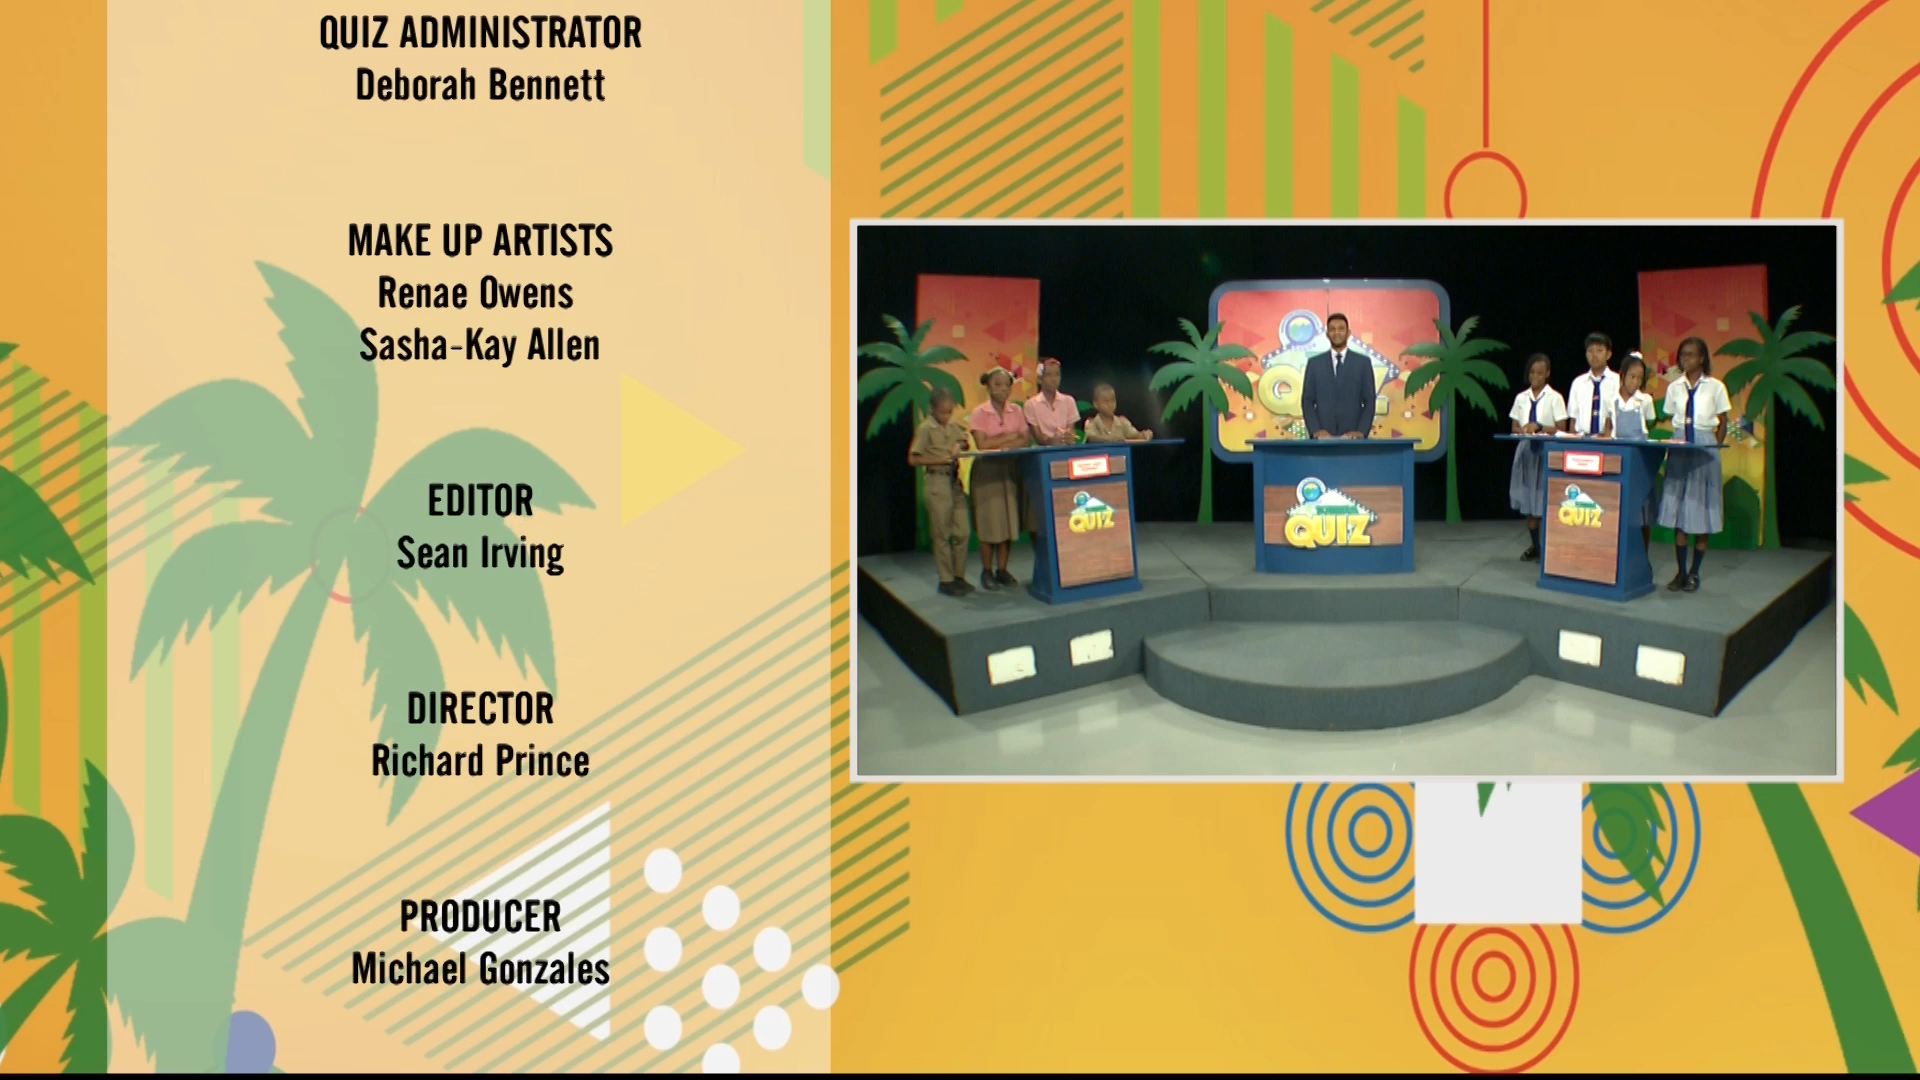 QUIZ ADMINISTRATOR
Deborah Bennett
MAKE UP ARTISTS
Renae Owens
Sasha-Kay Allen
EDITOR
Sean Irving
DIRECTOR
Richard Prince
PRODUCER
Michael Gonzales
QUIZ
QUIZ
QUIZ